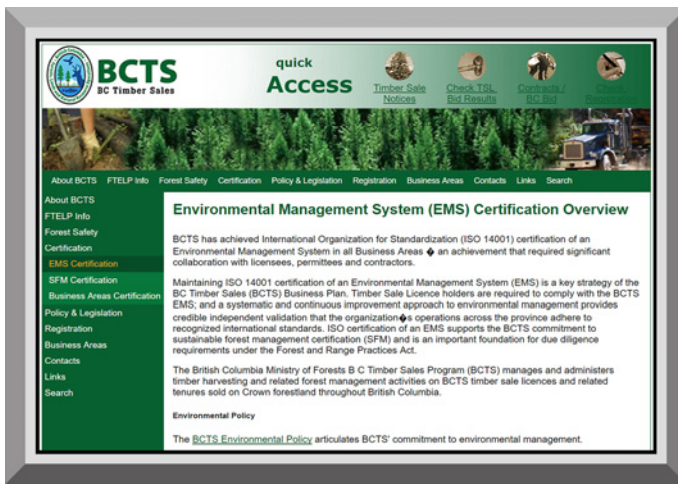 BCTS
BC Timber Sales
quick
Access
Timber Sale
Notices
Check TSL
Bid Results
Contracts /
BC Bid
Check
About BCTS FTELP Info Forest Safety Certification Policy & Legislation Registration Business Areas Contacts Links Search
About BCTS
FTELP Info
Forest Safety
Certification
EMS Certification
SFM Certification
Business Areas Certification
Policy & Legislation
Registration
Business Areas
Contacts
Links
Search
Environmental Management System (EMS) Certification Overview
BCTS has achieved International Organization for Standardization (ISO 14001) certification of an
Environmental Management System in all Business Areas � an achievement that required significant
collaboration with licensees, permittees and contractors.
Maintaining ISO 14001 certification of an Environmental Management System (EMS) is a key strategy of the
BC Timber Sales (BCTS) Business Plan. Timber Sale Licence holders are required to comply with the BCTS
EMS; and a systematic and continuous improvement approach to environmental management provides
credible independent validation that the organization�s operations across the province adhere to
recognized international standards. ISO certification of an EMS supports the BCTS commitment to
sustainable forest management certification (SFM) and is an important foundation for due diligence
requirements under the Forest and Range Practices Act.
The British Columbia Ministry of Forests B C Timber Sales Program (BCTS) manages and administers
timber harvesting and related forest management activities on BCTS timber sale licences and related
tenures sold on Crown forestland throughout British Columbia.
Environmental Policy
The BCTS Environmental Policy articulates BCTS' commitment to environmental management.